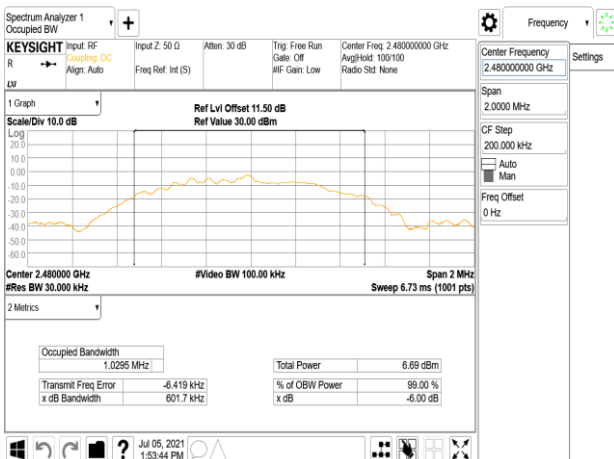 Spectrum Analyzer 1
Occupied BW
+
Frequency
KEYSIGHT
R
Input: RF
Coupling: DC
Align: Auto
Input Z: 50 Ω
Freq Ref: Int (S)
Atten: 30 dB
Trig: Free Run
Gate: Off
#IF Gain: Low
Center Freq: 2.480000000 GHz
Avg|Hold: 100/100
Radio Std: None
Center Frequency
2.480000000 GHz
Settings
Span
2.0000 MHz
CF Step
200.000 kHz
Auto
Man
Freq Offset
0 Hz
1 Graph
Scale/Div 10.0 dB
Ref Lvl Offset 11.50 dB
Ref Value 30.00 dBm
Log
20.0
10.0
0.00
-10.0
-20.0
-30.0
-40.0
-50.0
-60.0
Center 2.480000 GHz
#Res BW 30.000 kHz
#Video BW 100.00 kHz
Span 2 MHz
Sweep 6.73 ms (1001 pts)
2 Metrics
Occupied Bandwidth
1.0295 MHz
Total Power 6.69 dBm
Transmit Freq Error -6.419 kHz
% of OBW Power 99.00 %
x dB Bandwidth 601.7 kHz
x dB -6.00 dB
?
Jul 05, 2021
1:53:44 PM